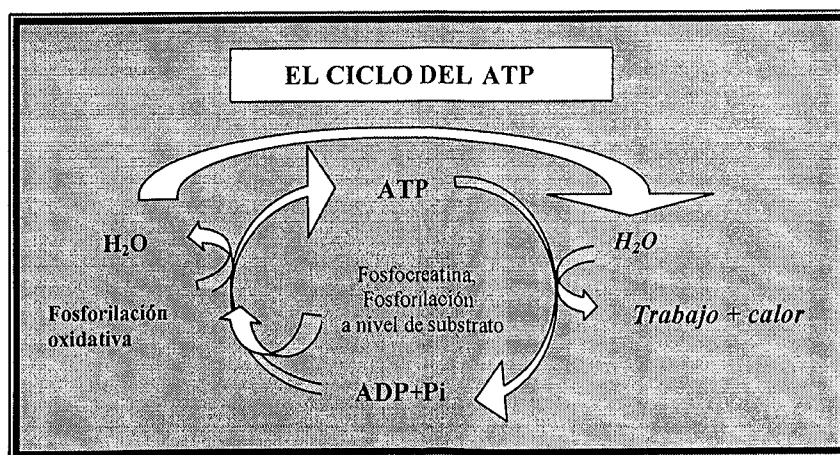 EL CICLO DEL ATP
ATP
H₂O
H₂O
Fosfocreatina,
Fosforilación
a nivel de substrato
Fosforilación
oxidativa
Trabajo + calor
ADP+Pi